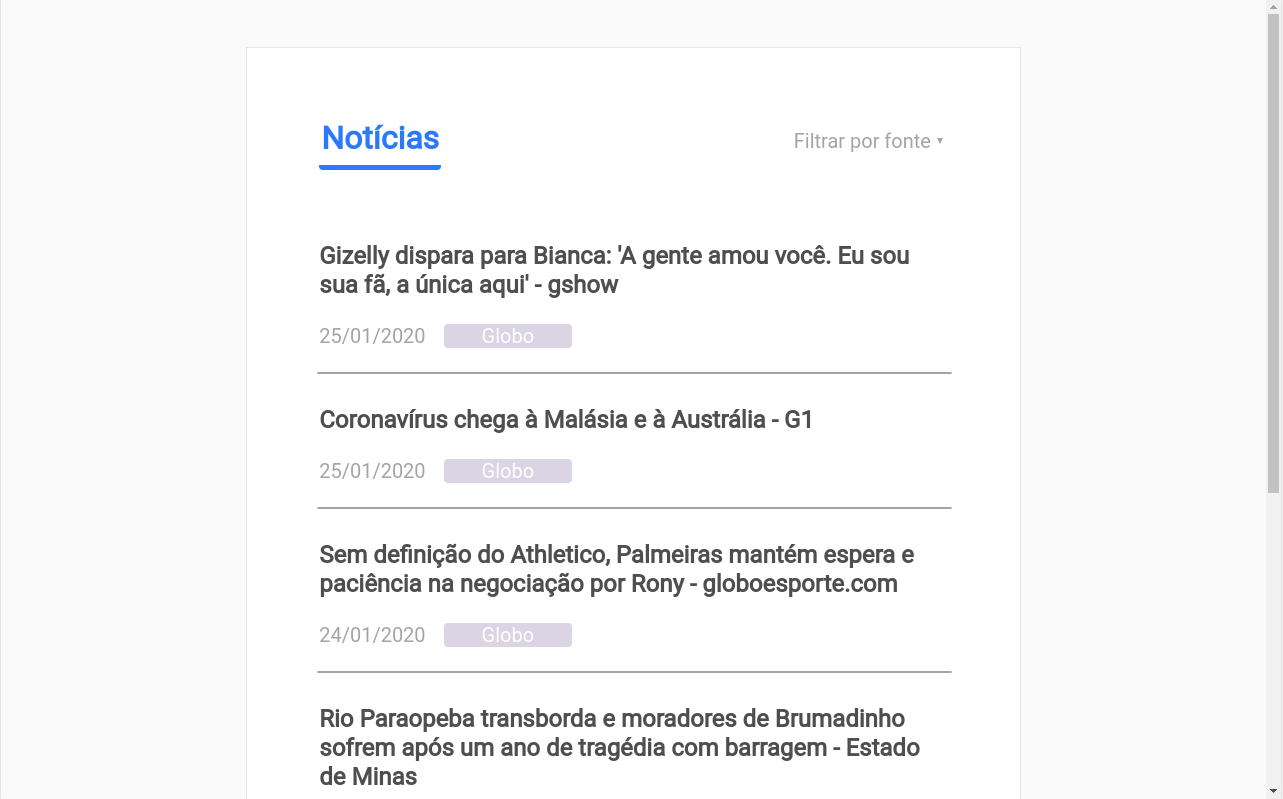 Notícias
Filtrar por fonte ▾
Gizelly dispara para Bianca: 'A gente amou você. Eu sou
sua fã, a única aqui' - gshow
25/01/2020
Globo
Coronavírus chega à Malásia e à Austrália - G1
25/01/2020
Globo
Sem definição do Athletico, Palmeiras mantém espera e
paciência na negociação por Rony - globoesporte.com
24/01/2020
Globo
Rio Paraopeba transborda e moradores de Brumadinho
sofrem após um ano de tragédia com barragem - Estado
de Minas